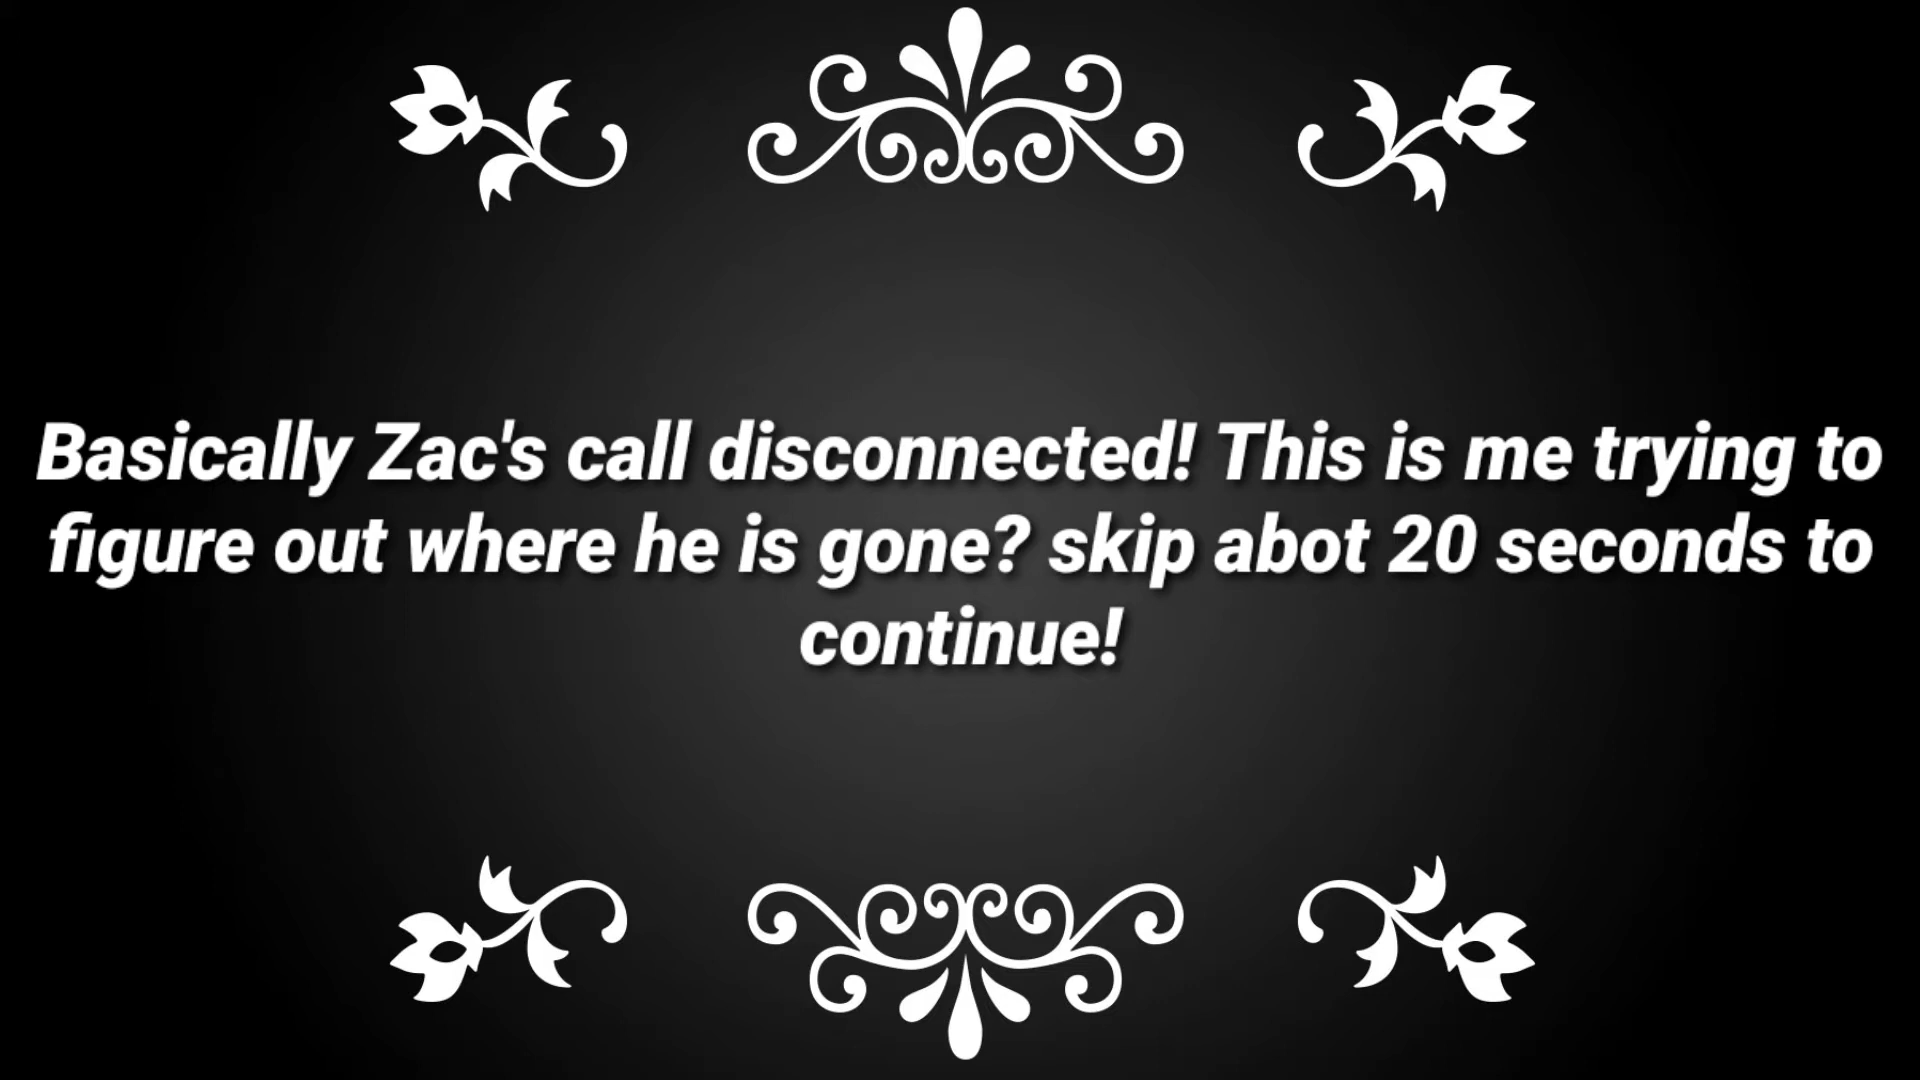 Basically Zac's call disconnected! This is me trying to
figure out where he is gone? skip abot 20 seconds to
continue!